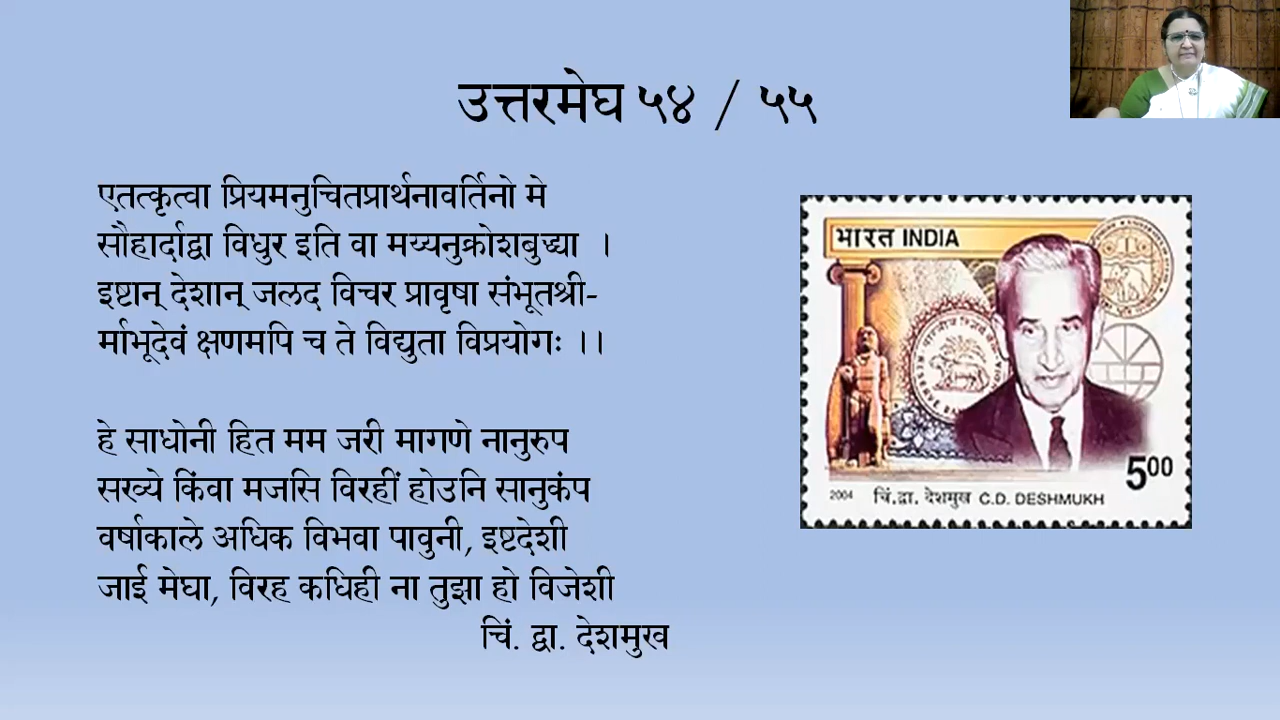 उत्तरमेघ ५४ / ५५
एतत्कृत्वा प्रियमनुचितप्रार्थनावर्तिनो मे
सौहार्दाद्वा विधुर इति वा मय्यनुक्रोशबुध्द्या ।
इष्टान् देशान् जलद विचर प्रावृषा संभूतश्री-
र्माभूदेवं क्षणमपि च ते विद्युता विप्रयोगः ।।
हे साधोनी हित मम जरी मागणे नानुरुप
सख्ये किंवा मजसि विरहीं होउनि सानुकंप
वर्षाकाले अधिक विभवा पावुनी, इष्टदेशी
जाई मेघा, विरह कधिही ना तुझा हो विजेशी
चिं. द्वा. देशमुख
भारत INDIA
2004 चिं.द्वा. देशमुख C.D. DESHMUKH
500